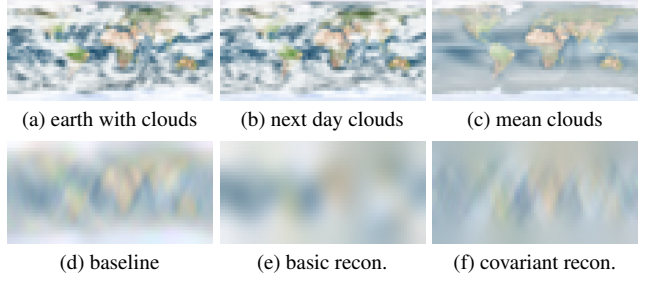 (a) earth with clouds (b) next day clouds (c) mean clouds
(d) baseline (e) basic recon. (f) covariant recon.